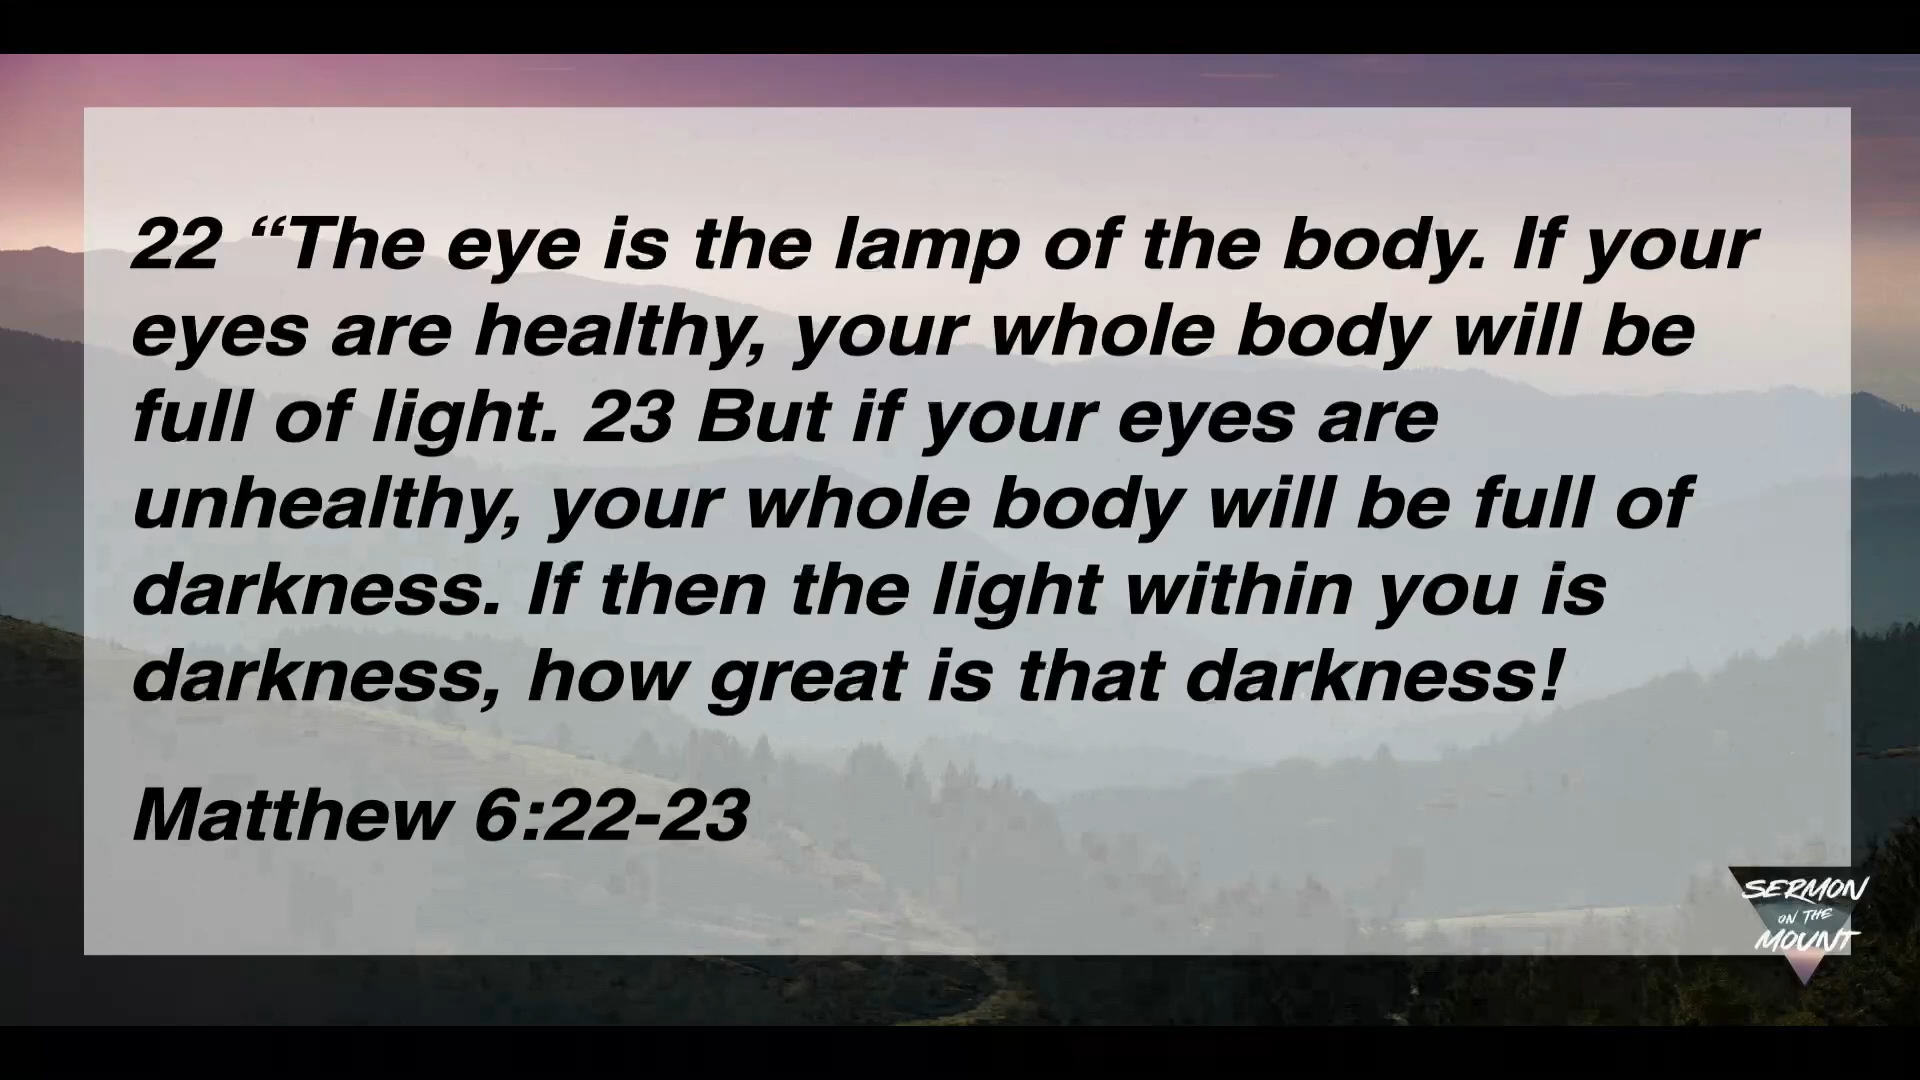 22 “The eye is the lamp of the body. If your
eyes are healthy, your whole body will be
full of light. 23 But if your eyes are
unhealthy, your whole body will be full of
darkness. If then the light within you is
darkness, how great is that darkness!
Matthew 6:22-23
SERMON
ON THE
MOUNT